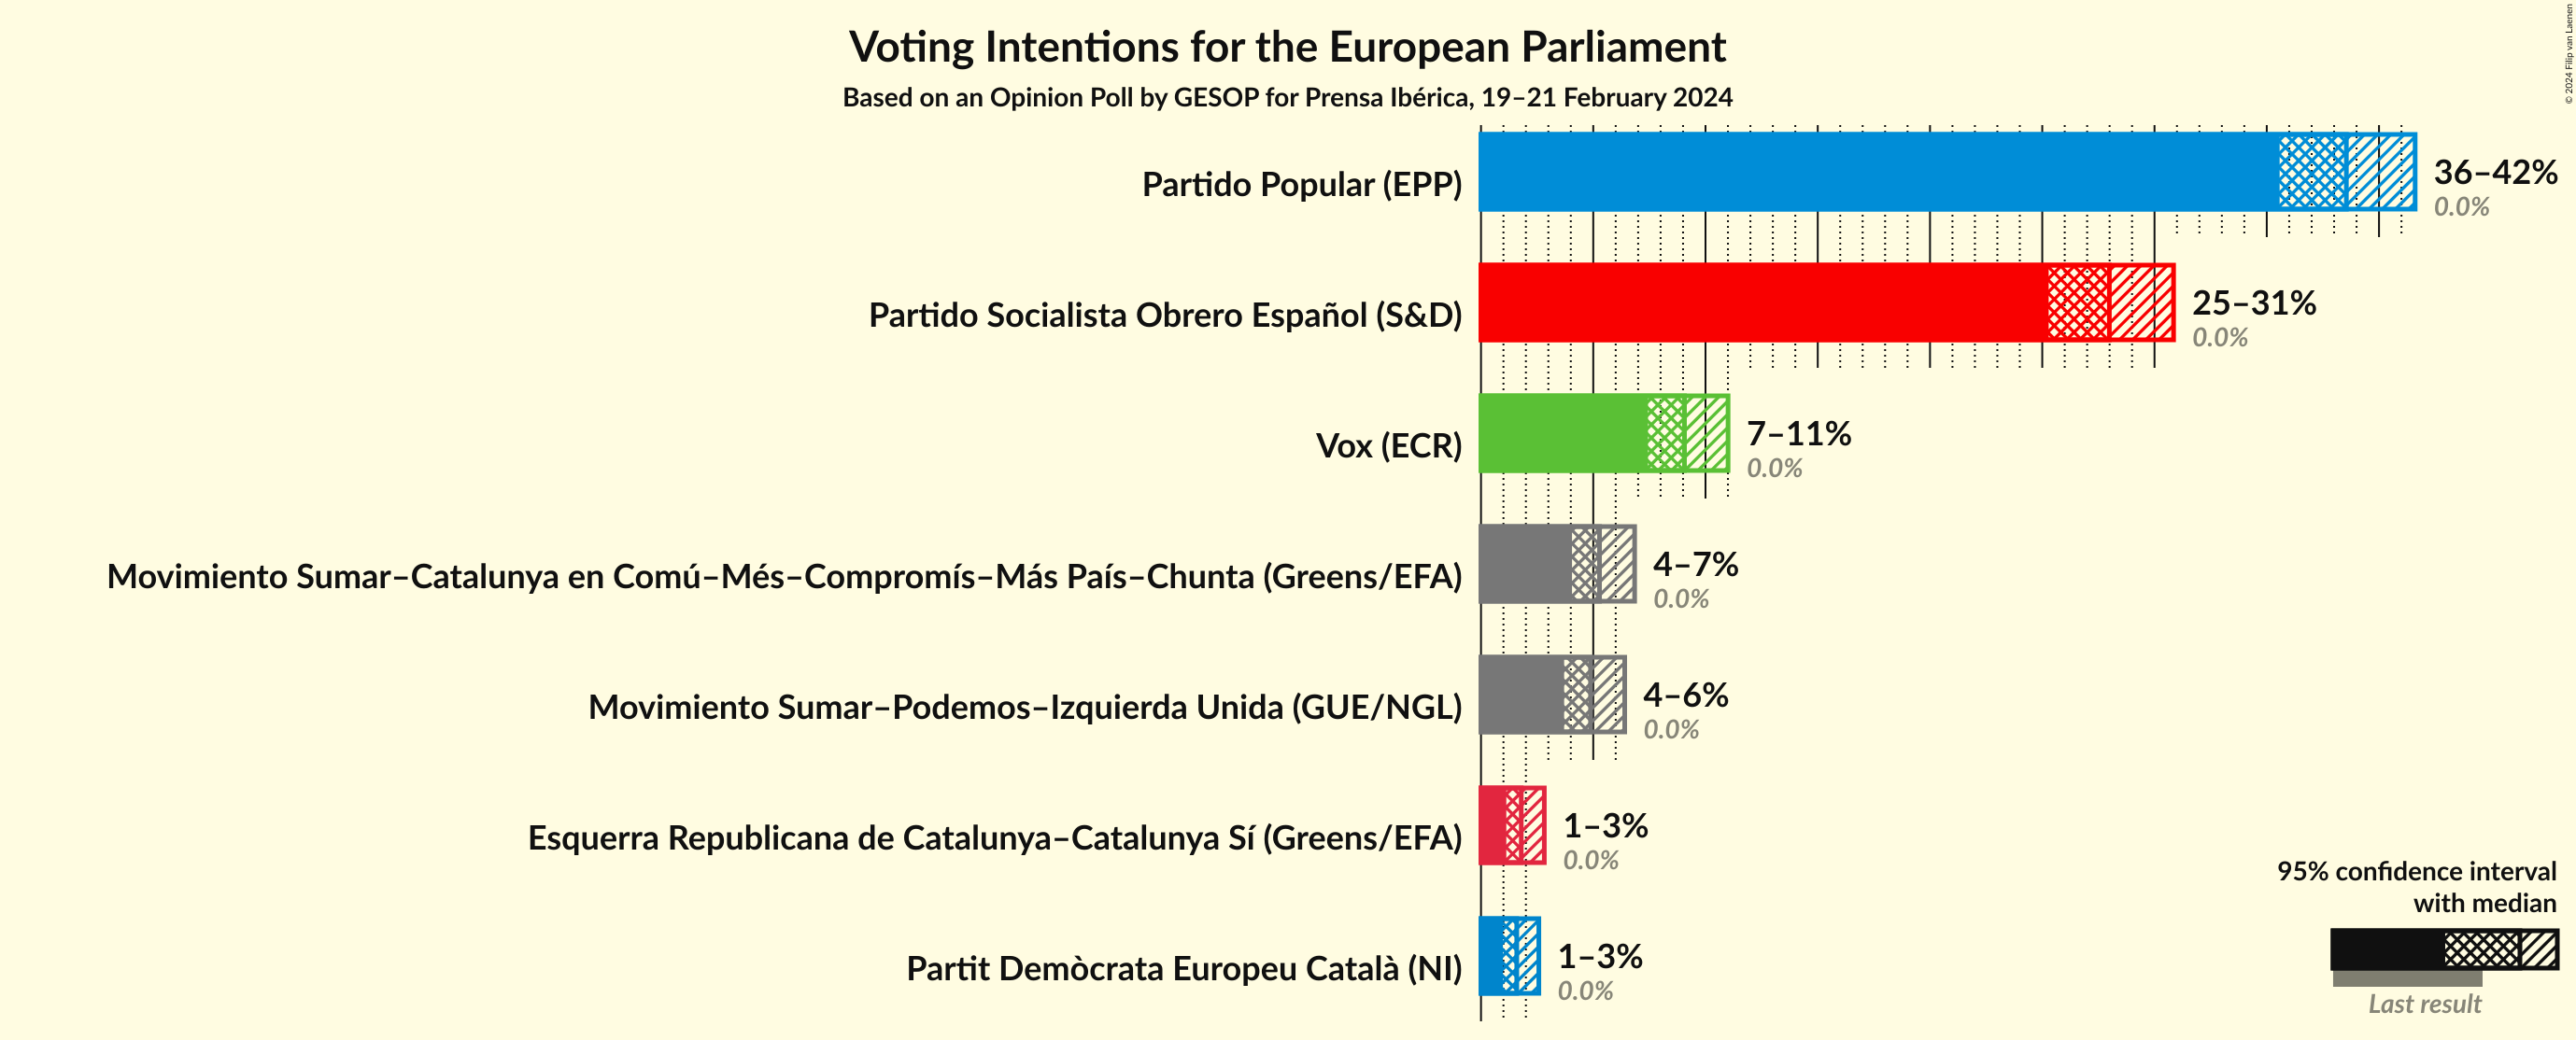 Voting Intentions for the European Parliament
Based on an Opinion Poll by GESOP for Prensa Ibérica, 19–21 February 2024
© 2024 Filip van Laenen
Partido Popular (EPP)
36–42%
0.0%
Partido Socialista Obrero Español (S&D)
25–31%
0.0%
Vox (ECR)
7–11%
0.0%
Movimiento Sumar–Catalunya en Comú–Més–Compromís–Más País–Chunta (Greens/EFA)
4–7%
0.0%
Movimiento Sumar–Podemos–Izquierda Unida (GUE/NGL)
4–6%
0.0%
Esquerra Republicana de Catalunya–Catalunya Sí (Greens/EFA)
1–3%
0.0%
Partit Demòcrata Europeu Català (NI)
1–3%
0.0%
95% confidence interval
with median
Last result